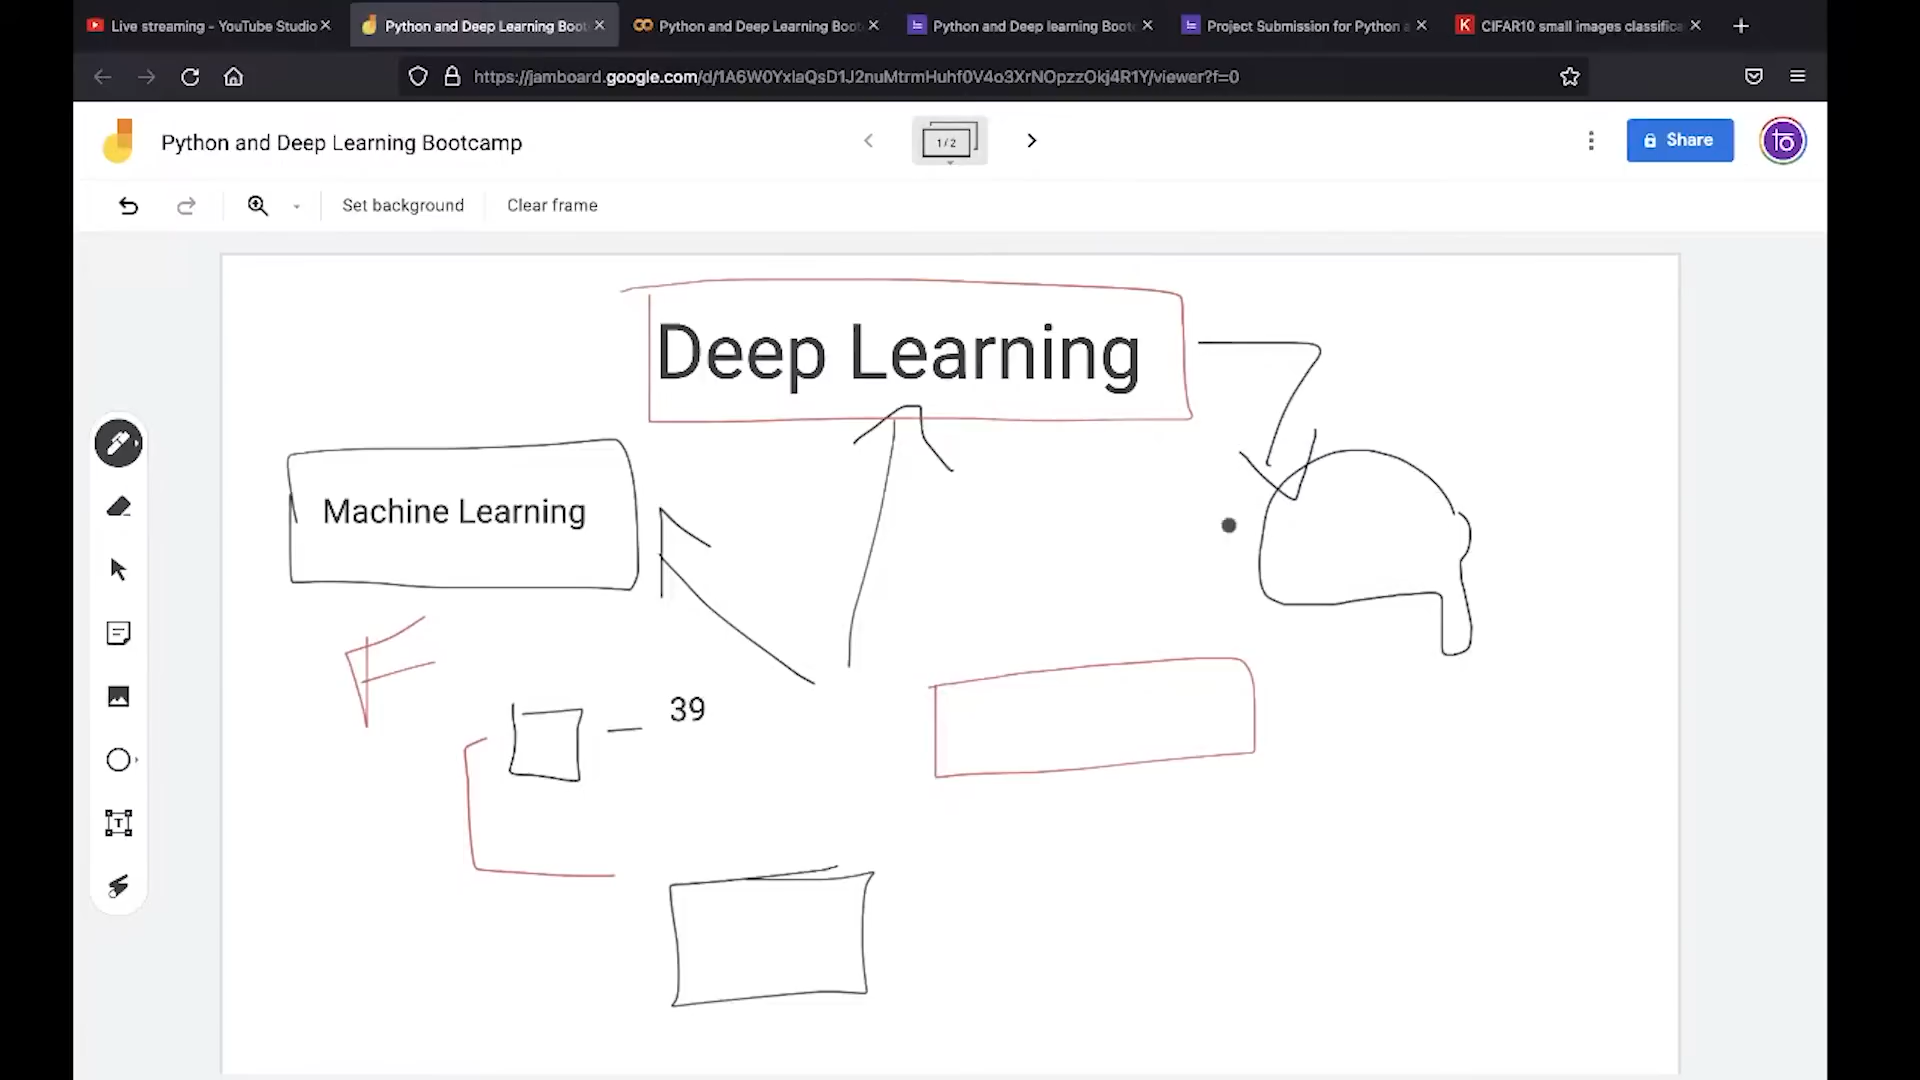 Live streaming - YouTube Studio
Python and Deep Learning Boot
Python and Deep Learning Boot
Python and Deep learning Boot
Project Submission for Python a
CIFAR10 small images classifica
https://jamboard.google.com/d/1A6W0YxlaQsD1J2nuMtrmHuhf0V4o3XrNOpzzOkj4R1Y/viewer?f=0
Python and Deep Learning Bootcamp
1/2
Share
Set background
Clear frame
Deep Learning
Machine Learning
39